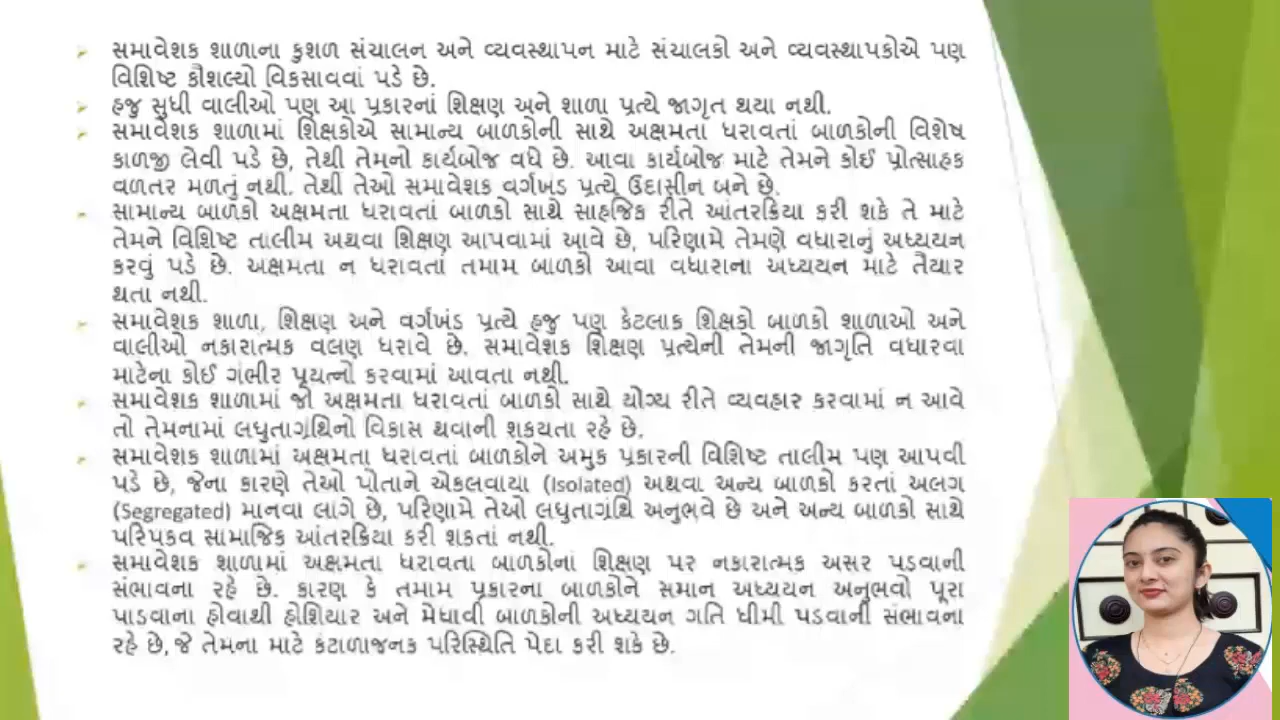 સમાવેશક શાળાના કુશળ સંચાલન અને વ્યવસ્થાપન માટે સંચાલકો અને વ્યવસ્થાપકોએ પણ
વિશિષ્ટ કૌશલ્યો વિકસાવવાં પડે છે.
હજુ સુધી વાલીઓ પણ આ પ્રકારનાં શિક્ષણ અને શાળા પ્રત્યે જાગૃત થયા નથી.
સમાવેશક શાળામાં શિક્ષકોએ સામાન્ય બાળકોની સાથે અક્ષમતા ધરાવતાં બાળકોની વિશેષ
કાળજી લેવી પડે છે, તેથી તેમનો કાર્યબોજ વધે છે. આવા કાર્યબોજ માટે તેમને કોઈ પ્રોત્સાહક
વળતર મળતું નથી. તેથી તેઓ સમાવેશક વર્ગખંડ પ્રત્યે ઉદાસીન બને છે.
સામાન્ય બાળકો અક્ષમતા ધરાવતાં બાળકો સાથે સાહજિક રીતે આંતરક્રિયા કરી શકે તે માટે
તેમને વિશિષ્ટ તાલીમ અથવા શિક્ષણ આપવામાં આવે છે, પરિણામે તેમણે વધારાનું અધ્યયન
કરવું પડે છે. અક્ષમતા ન ધરાવતાં તમામ બાળકો આવા વધારાના અધ્યયન માટે તૈયાર
થતા નથી.
સમાવેશક શાળા, શિક્ષણ અને વર્ગખંડ પ્રત્યે હજુ પણ કેટલાક શિક્ષકો બાળકો શાળાઓ અને
વાલીઓ નકારાત્મક વલણ ધરાવે છે. સમાવેશક શિક્ષણ પ્રત્યેની તેમની જાગૃતિ વધારવા
માટેના કોઈ ગંભીર પ્રયત્નો કરવામાં આવતા નથી.
સમાવેશક શાળામાં જો અક્ષમતા ધરાવતાં બાળકો સાથે યોગ્ય રીતે વ્યવહાર કરવામાં ન આવે
તો તેમનામાં લઘુતાગ્રંથિનો વિકાસ થવાની શકયતા રહે છે.
સમાવેશક શાળામાં અક્ષમતા ધરાવતાં બાળકોને અમુક પ્રકારની વિશિષ્ટ તાલીમ પણ આપવી
પડે છે, જેના કારણે તેઓ પોતાને એકલવાયા (Isolated) અથવા અન્ય બાળકો કરતાં અલગ
(Segregated) માનવા લાગે છે, પરિણામે તેઓ લઘુતાગ્રંથિ અનુભવે છે અને અન્ય બાળકો સાથે
પરિપકવ સામાજિક આંતરક્રિયા કરી શકતાં નથી.
સમાવેશક શાળામાં અક્ષમતા ધરાવતા બાળકોનાં શિક્ષણ પર નકારાત્મક અસર પડવાની
સંભાવના રહે છે. કારણ કે તમામ પ્રકારના બાળકોને સમાન અધ્યયન અનુભવો પૂરા
પાડવાના હોવાથી હોશિયાર અને મેધાવી બાળકોની અધ્યયન ગતિ ધીમી પડવાની સંભાવના
રહે છે, જે તેમના માટે કંટાળાજનક પરિસ્થિતિ પેદા કરી શકે છે.